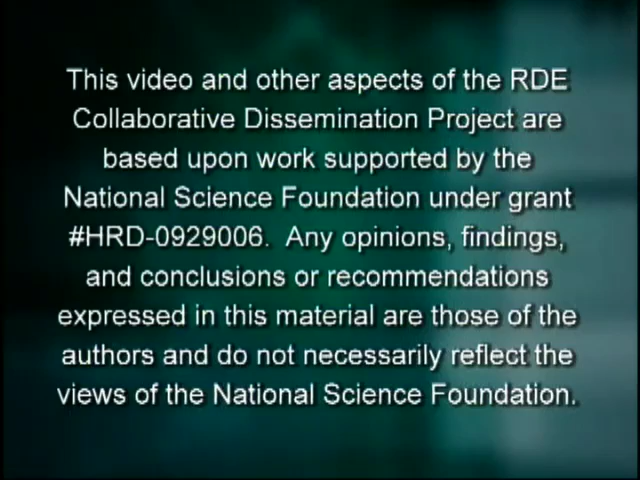 This video and other aspects of the RDE
Collaborative Dissemination Project are
based upon work supported by the
National Science Foundation under grant
#HRD-0929006.  Any opinions, findings,
and conclusions or recommendations
expressed in this material are those of the
authors and do not necessarily reflect the
views of the National Science Foundation.